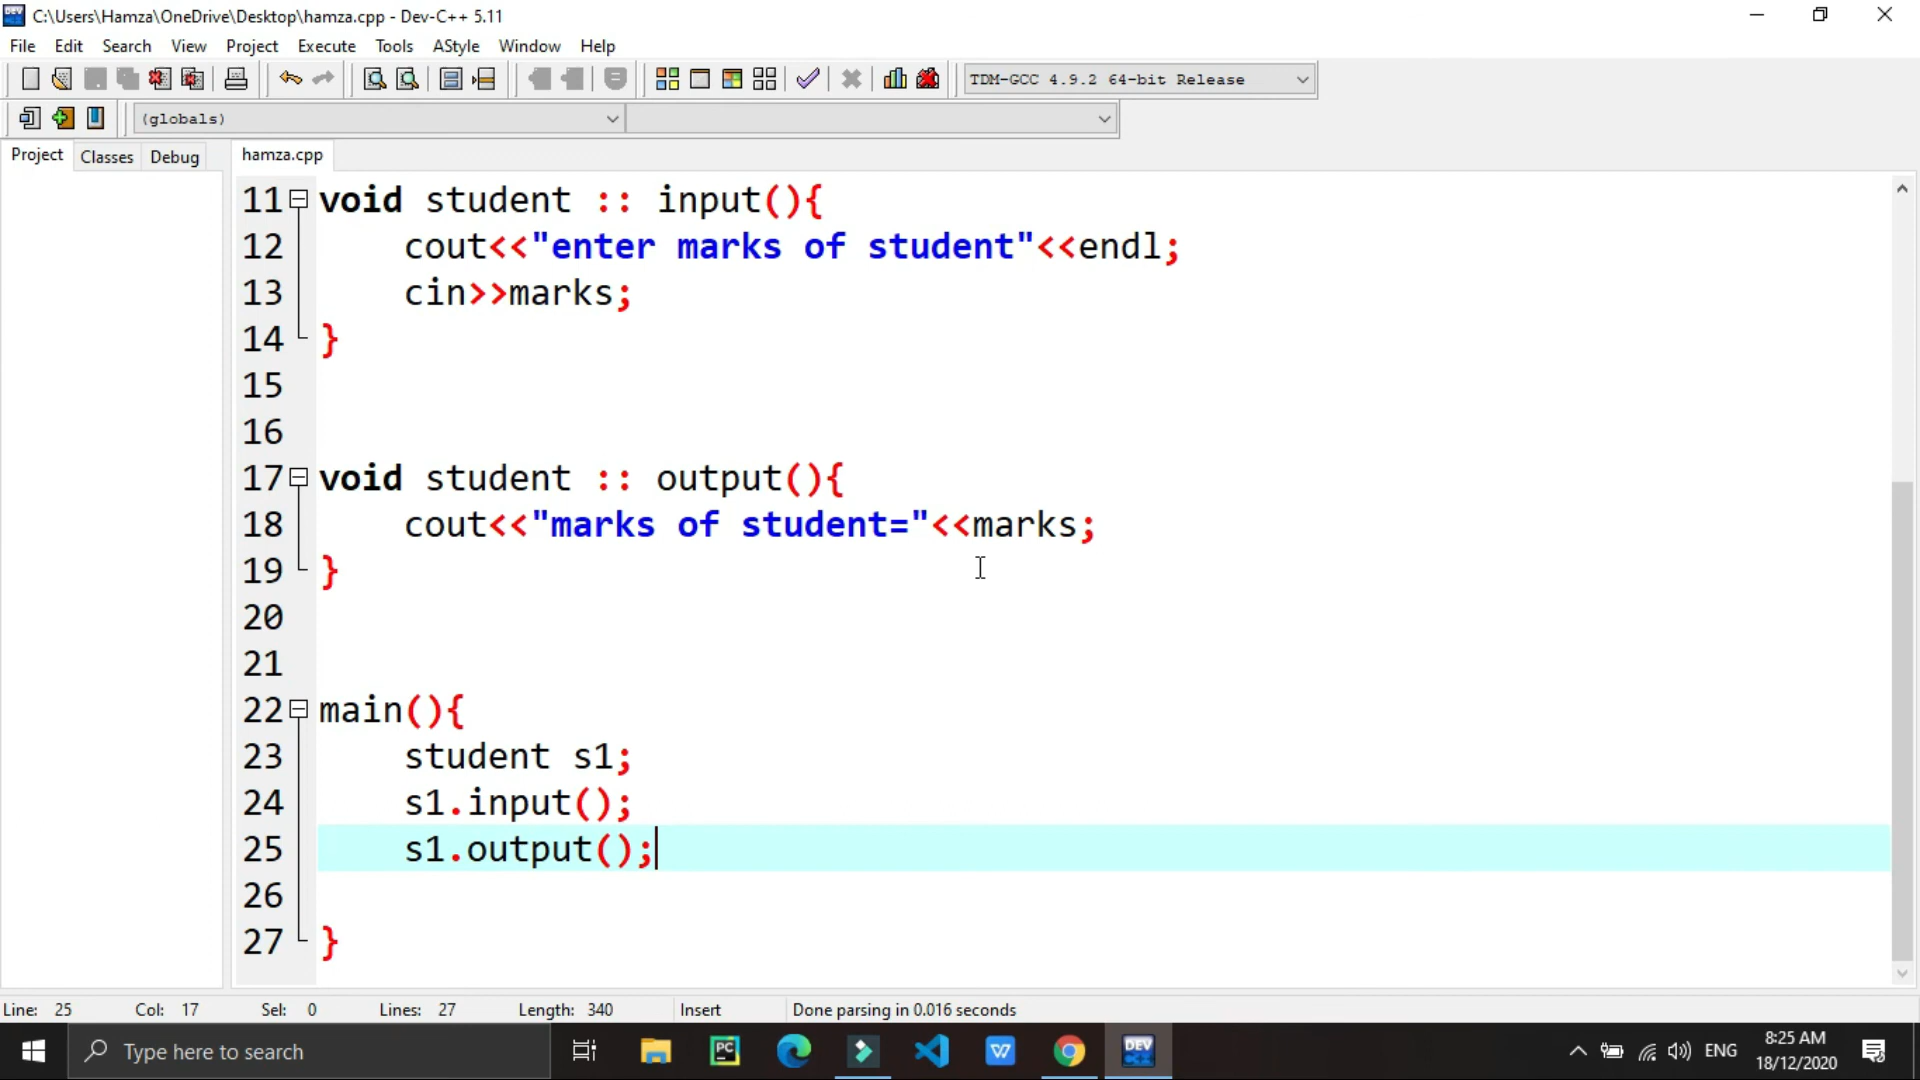 C:\Users\Hamza\OneDrive\Desktop\hamza.cpp - Dev-C++ 5.11
File Edit Search View Project Execute Tools AStyle Window Help
TDM-GCC 4.9.2 64-bit Release
(globals)
Project Classes Debug hamza.cpp
11 void student :: input(){
12 cout<<"enter marks of student"<<endl;
13 cin>>marks;
14 }
15
16
17 void student :: output(){
18 cout<<"marks of student="<<marks;
19 }
20
21
22 main(){
23 student s1;
24 s1.input();
25 s1.output();
26
27 }
Line: 25 Col: 17 Sel: 0 Lines: 27 Length: 340 Insert Done parsing in 0.016 seconds
Type here to search
PC
W
DEV
ENG
8:25 AM
18/12/2020